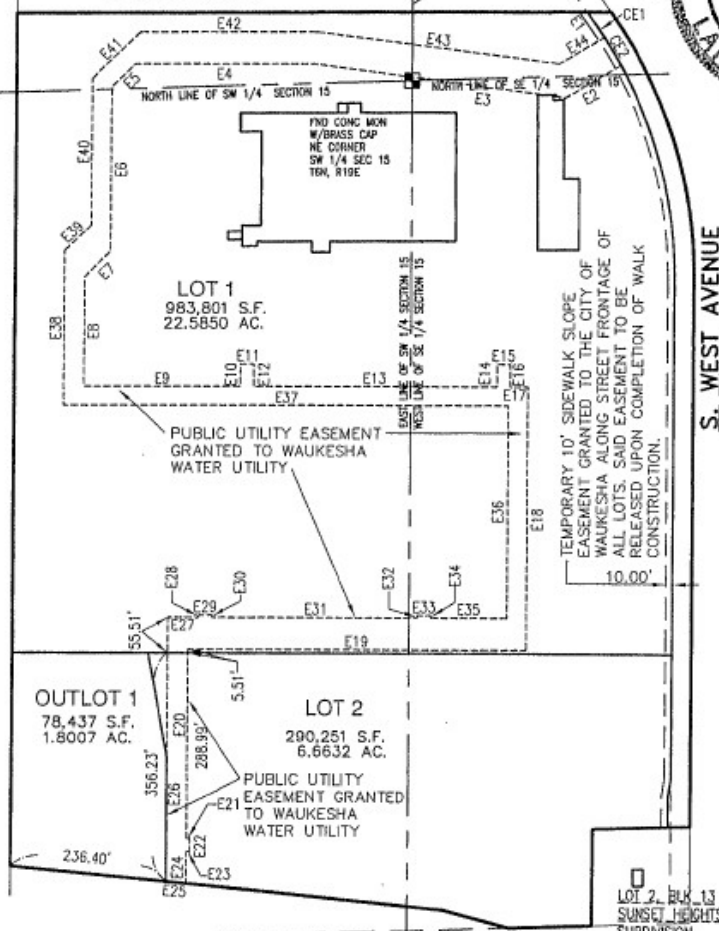 CE1
E42
E41
E43
E1
E44
CE2
E5
E4
NORTH LINE OF SW 1/4 SECTION 15
NORTH LINE OF SE 1/4 SECTION 15
E3
E2
FND CONC MON
W/BRASS CAP
NE CORNER
SW 1/4 SEC 15
T6N, R19E
E40
E6
E39
E7
S. WEST AVENUE
LOT 1
983,801 S.F.
22.5850 AC.
E38
E8
EAST LINE OF SW 1/4 SECTION 15
WEST LINE OF SE 1/4 SECTION 15
TEMPORARY 10' SIDEWALK SLOPE
EASEMENT GRANTED TO THE CITY OF
WAUKESHA ALONG STREET FRONTAGE OF
ALL LOTS. SAID EASEMENT TO BE
RELEASED UPON COMPLETION OF WALK
CONSTRUCTION.
10.00'
E11
E15
E9
E10
E12
E13
E14
E16
E37
E17
PUBLIC UTILITY EASEMENT
GRANTED TO WAUKESHA
WATER UTILITY
E36
E18
E28
E30
E32
E34
E29
E31
E33
E35
E27
55.51'
E19
5.51'
OUTLOT 1
78,437 S.F.
1.8007 AC.
LOT 2
290,251 S.F.
6.6632 AC.
E20
288.99'
356.23'
E26
PUBLIC UTILITY
EASEMENT GRANTED
TO WAUKESHA
WATER UTILITY
E21
E22
E23
E24
E25
236.40'
LOT 2, BLK 13
SUNSET HEIGHTS
SUBDIVISION